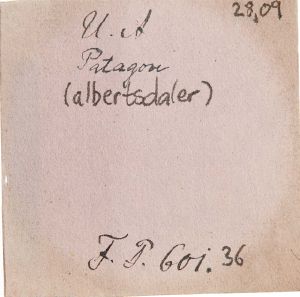 28,09
U. A
Patagon
(albertsdaler)
F. P. 601. 36